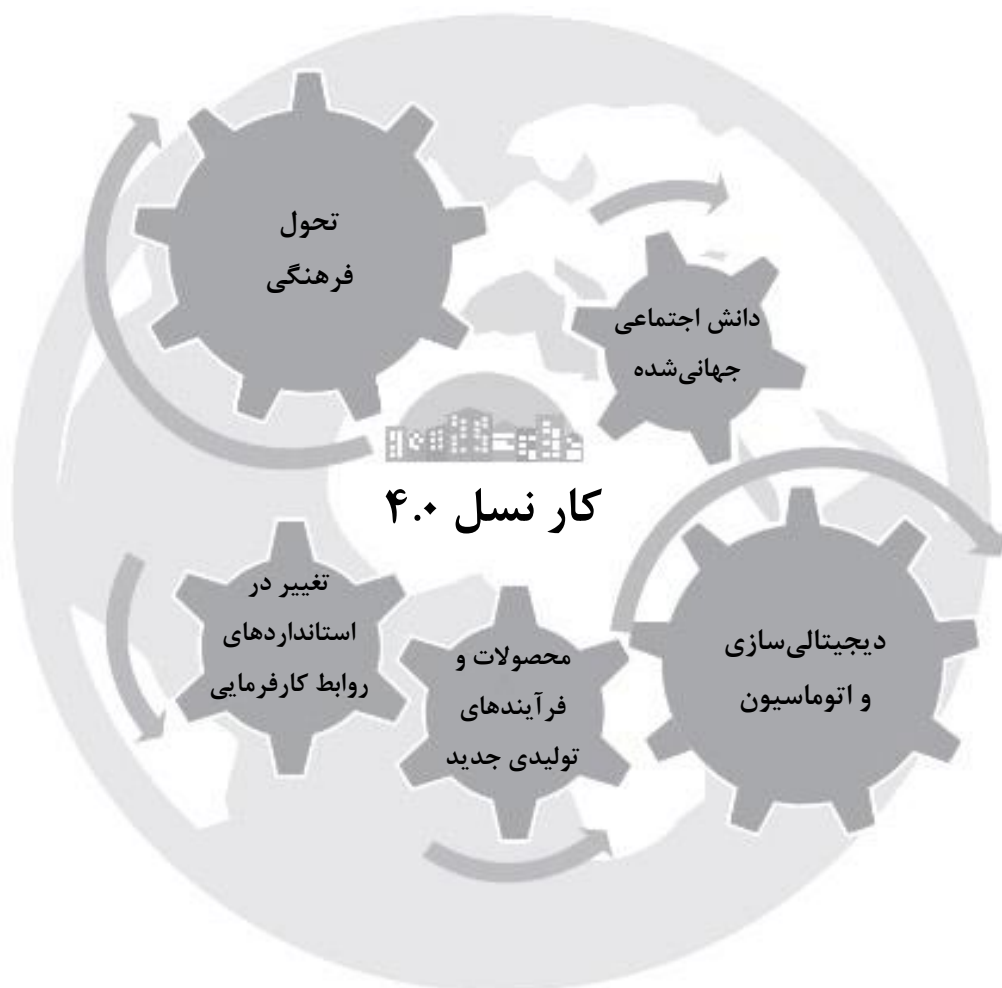 تحول
فرهنگی
دانش اجتماعی
جهانی‌شده
کار نسل ۴.۰
تغییر در
استانداردهای
روابط کارفرمایی
محصولات و
فرآیندهای
تولیدی جدید
دیجیتالی‌سازی
و اتوماسیون